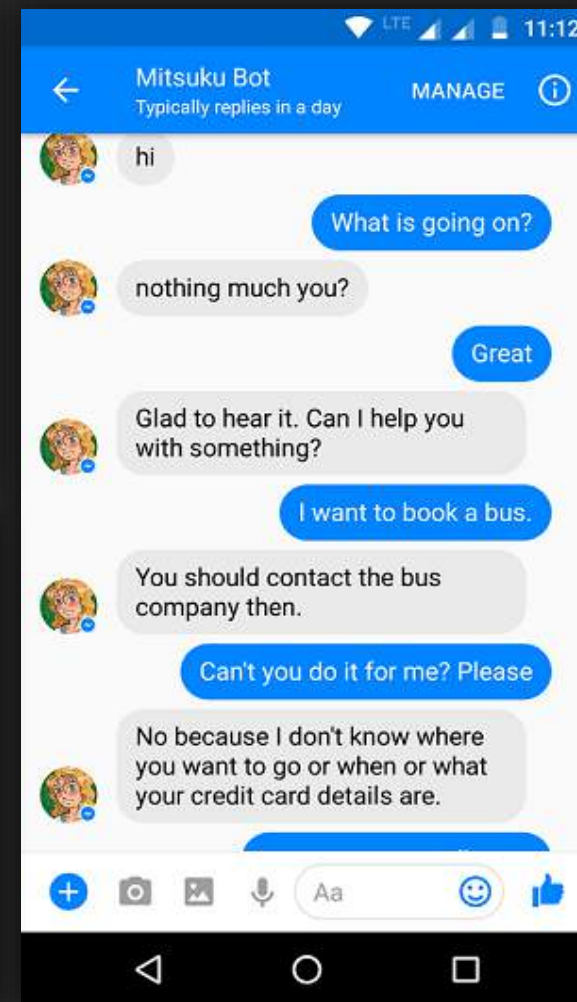 LTE 11:12
Mitsuku Bot
Typically replies in a day
MANAGE
hi
What is going on?
nothing much you?
Great
Glad to hear it. Can I help you
with something?
I want to book a bus.
You should contact the bus
company then.
Can't you do it for me? Please
No because I don't know where
you want to go or when or what
your credit card details are.
Aa